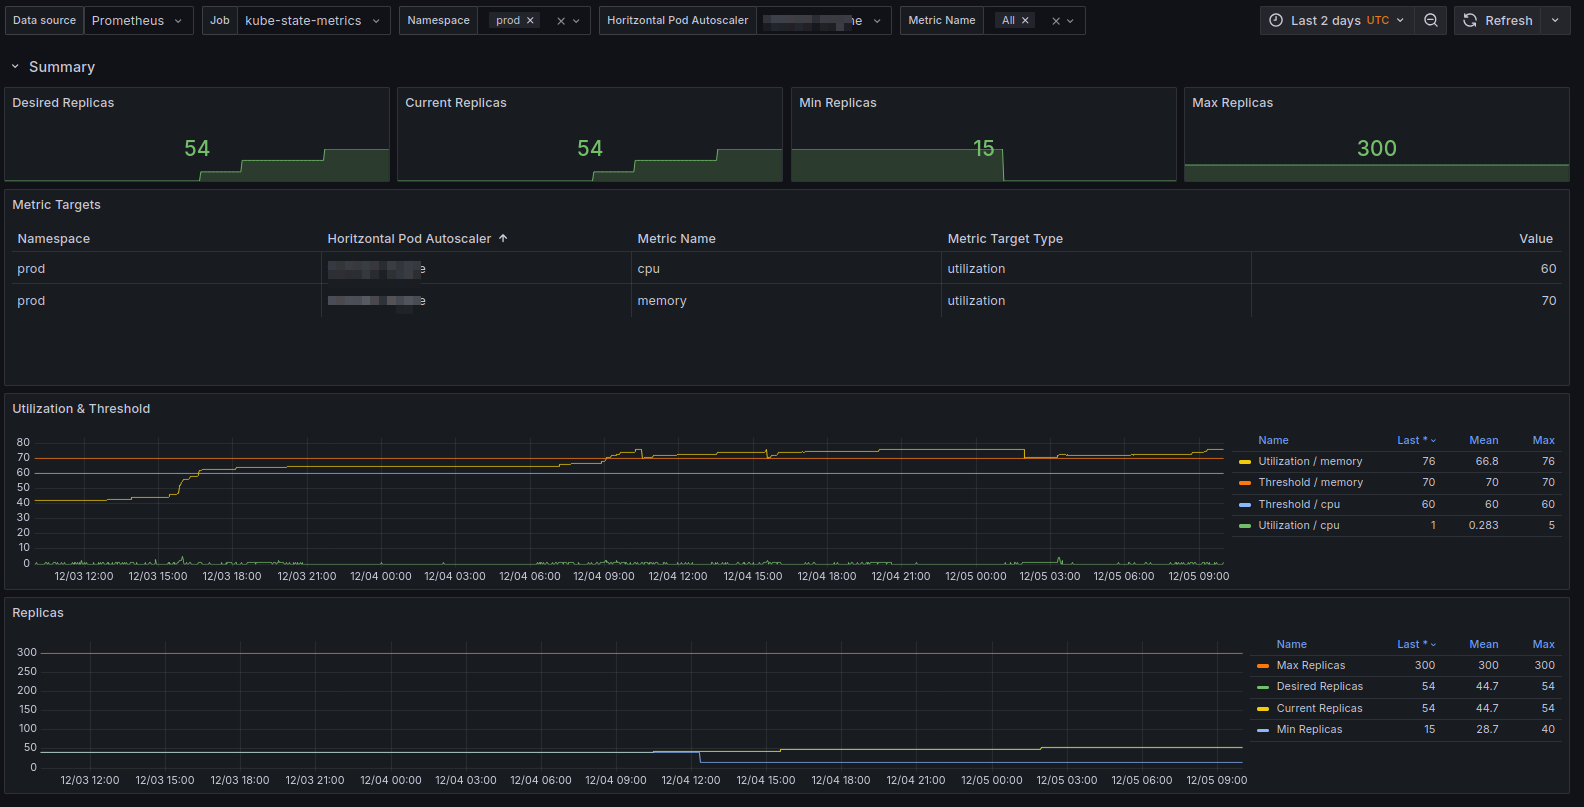 Data source Prometheus Job kube-state-metrics Namespace prod Horitzontal Pod Autoscaler Metric Name All Last 2 days UTC Refresh
Summary
Desired Replicas
54
Current Replicas
54
Min Replicas
15
Max Replicas
300
Metric Targets
Namespace Horitzontal Pod Autoscaler Metric Name Metric Target Type Value
prod cpu utilization 60
prod memory utilization 70
Utilization & Threshold
80
70
60
50
40
30
20
10
0
12/03 12:00 12/03 15:00 12/03 18:00 12/03 21:00 12/04 00:00 12/04 03:00 12/04 06:00 12/04 09:00 12/04 12:00 12/04 15:00 12/04 18:00 12/04 21:00 12/05 00:00 12/05 03:00 12/05 06:00 12/05 09:00
Name Last * Mean Max
Utilization / memory 76 66.8 76
Threshold / memory 70 70 70
Threshold / cpu 60 60 60
Utilization / cpu 1 0.283 5
Replicas
300
250
200
150
100
50
0
12/03 12:00 12/03 15:00 12/03 18:00 12/03 21:00 12/04 00:00 12/04 03:00 12/04 06:00 12/04 09:00 12/04 12:00 12/04 15:00 12/04 18:00 12/04 21:00 12/05 00:00 12/05 03:00 12/05 06:00 12/05 09:00
Name Last * Mean Max
Max Replicas 300 300 300
Desired Replicas 54 44.7 54
Current Replicas 54 44.7 54
Min Replicas 15 28.7 40